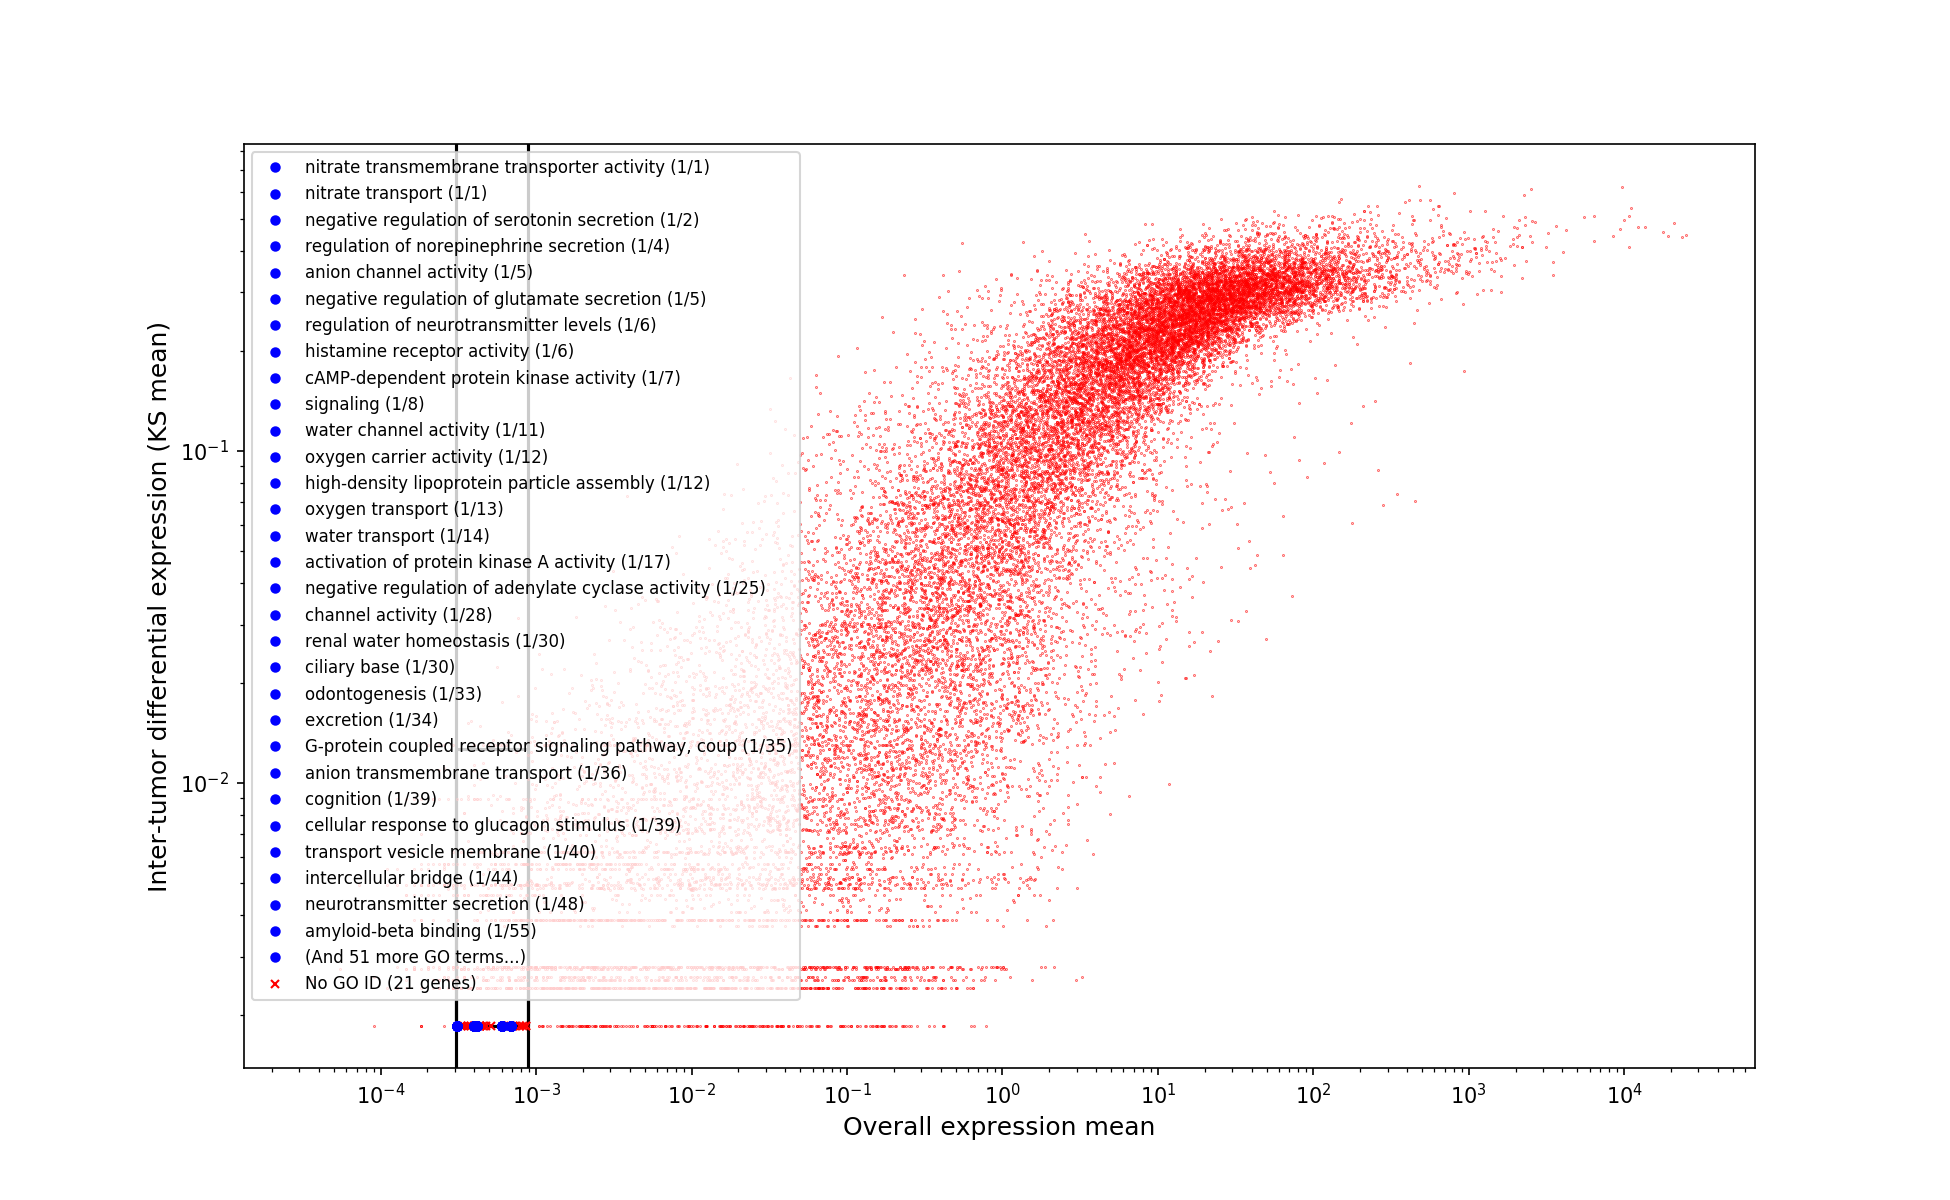 nitrate transmembrane transporter activity (1/1)
nitrate transport (1/1)
negative regulation of serotonin secretion (1/2)
regulation of norepinephrine secretion (1/4)
anion channel activity (1/5)
negative regulation of glutamate secretion (1/5)
regulation of neurotransmitter levels (1/6)
histamine receptor activity (1/6)
cAMP-dependent protein kinase activity (1/7)
signaling (1/8)
water channel activity (1/11)
oxygen carrier activity (1/12)
high-density lipoprotein particle assembly (1/12)
oxygen transport (1/13)
water transport (1/14)
activation of protein kinase A activity (1/17)
negative regulation of adenylate cyclase activity (1/25)
channel activity (1/28)
renal water homeostasis (1/30)
ciliary base (1/30)
odontogenesis (1/33)
excretion (1/34)
G-protein coupled receptor signaling pathway, coup (1/35)
anion transmembrane transport (1/36)
cognition (1/39)
cellular response to glucagon stimulus (1/39)
transport vesicle membrane (1/40)
intercellular bridge (1/44)
neurotransmitter secretion (1/48)
amyloid-beta binding (1/55)
(And 51 more GO terms...)
No GO ID (21 genes)
Inter-tumor differential expression (KS mean)
10⁻¹
10⁻²
10⁻⁴ 10⁻³ 10⁻² 10⁻¹ 10⁰ 10¹ 10² 10³ 10⁴
Overall expression mean